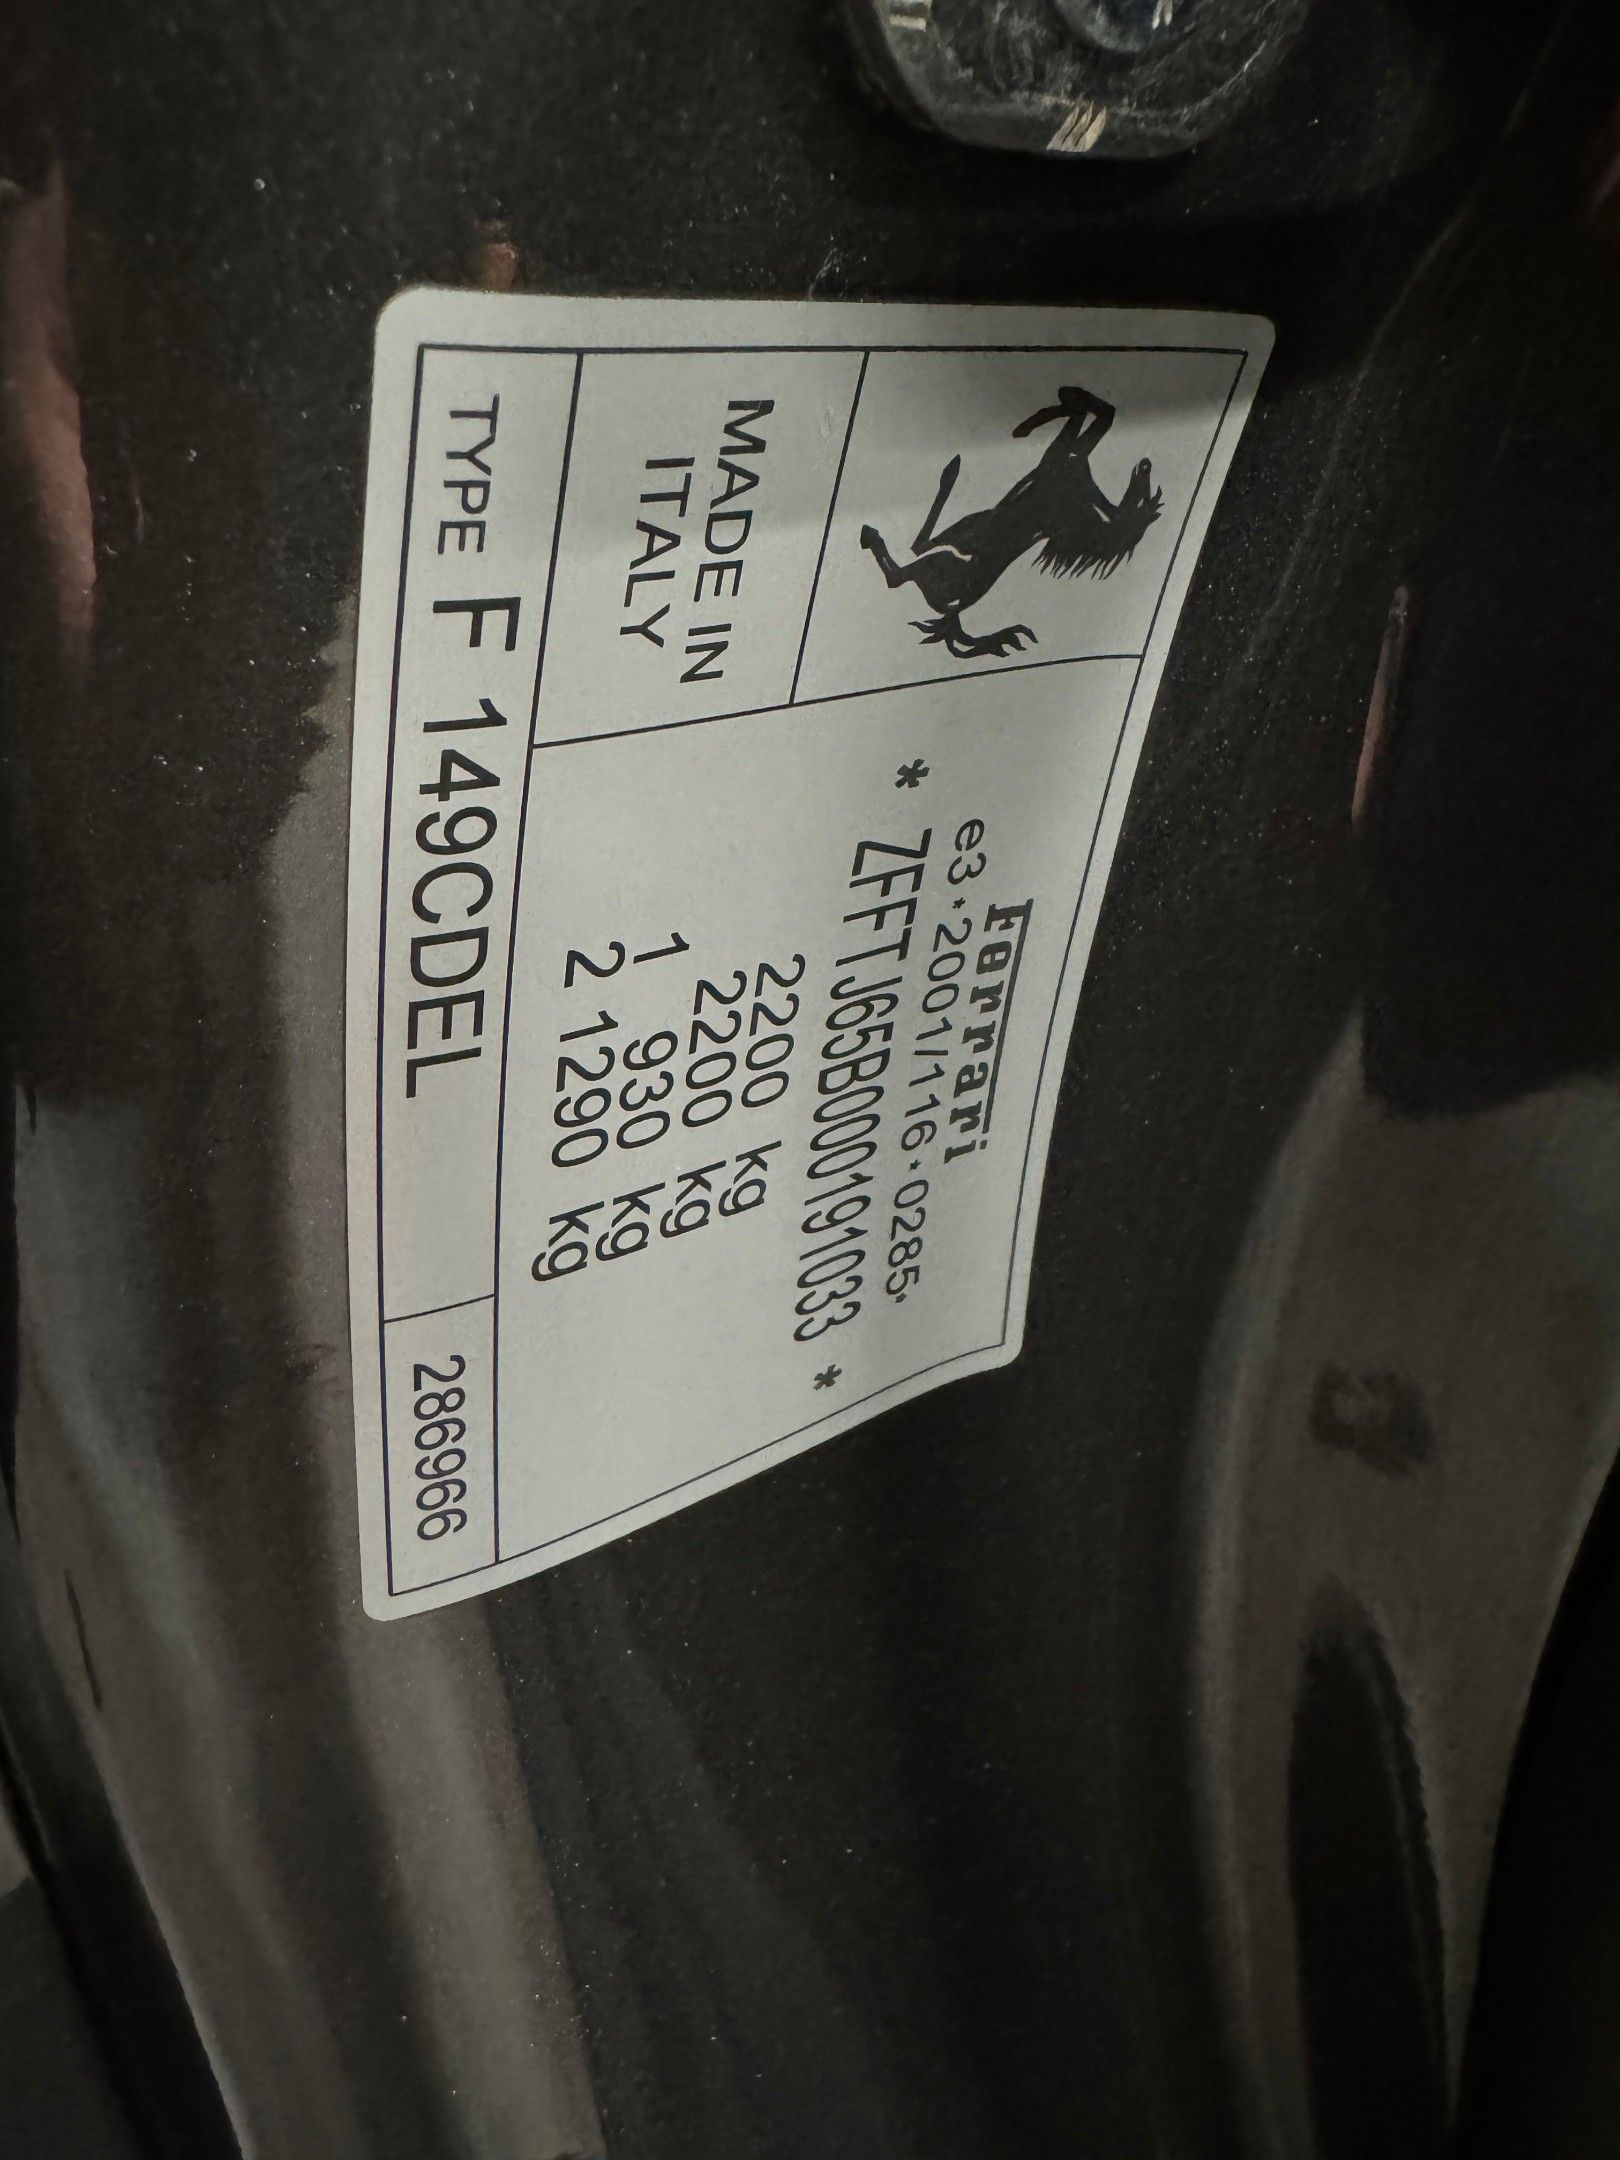 Ferrari
e3*2001/116*0285*
* ZFFTJ65B000191033 *
2200 kg
2200 kg
1 930 kg
2 1290 kg
MADE IN
ITALY
TYPE F 149CDEL
286966